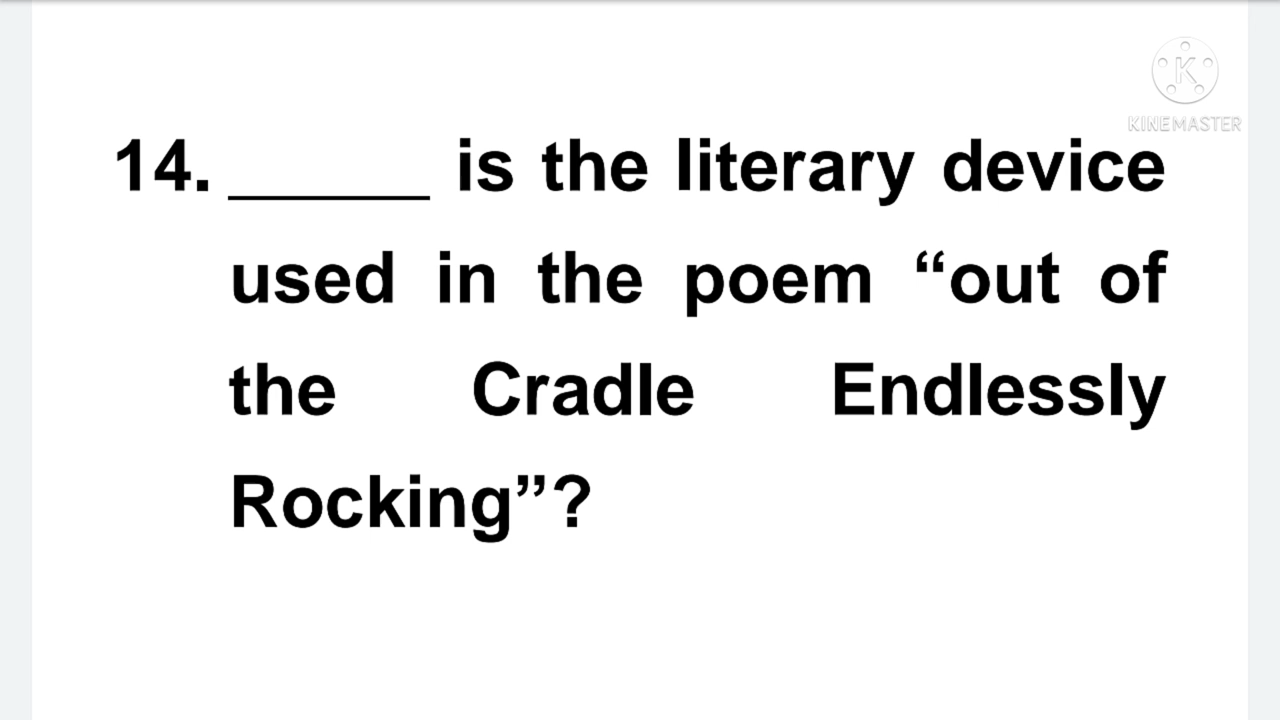 KINEMASTER
14. ______ is the literary device
used in the poem “out of
the Cradle Endlessly
Rocking”?